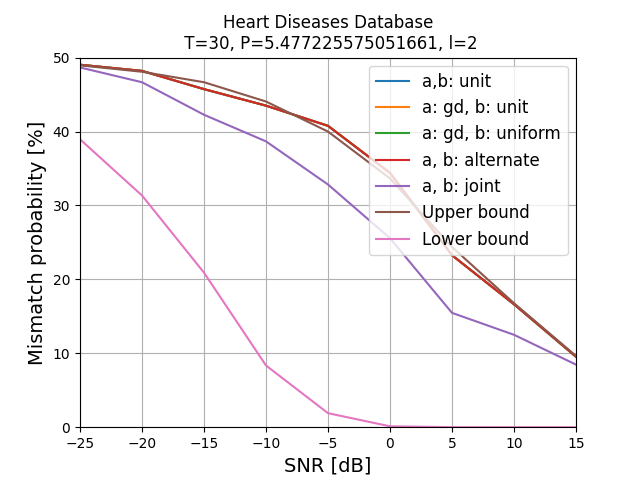 Heart Diseases Database
T=30, P=5.477225575051661, l=2
50
40
30
20
10
0
Mismatch probability [%]
a,b: unit
a: gd, b: unit
a: gd, b: uniform
a, b: alternate
a, b: joint
Upper bound
Lower bound
−25 −20 −15 −10 −5 0 5 10 15
SNR [dB]